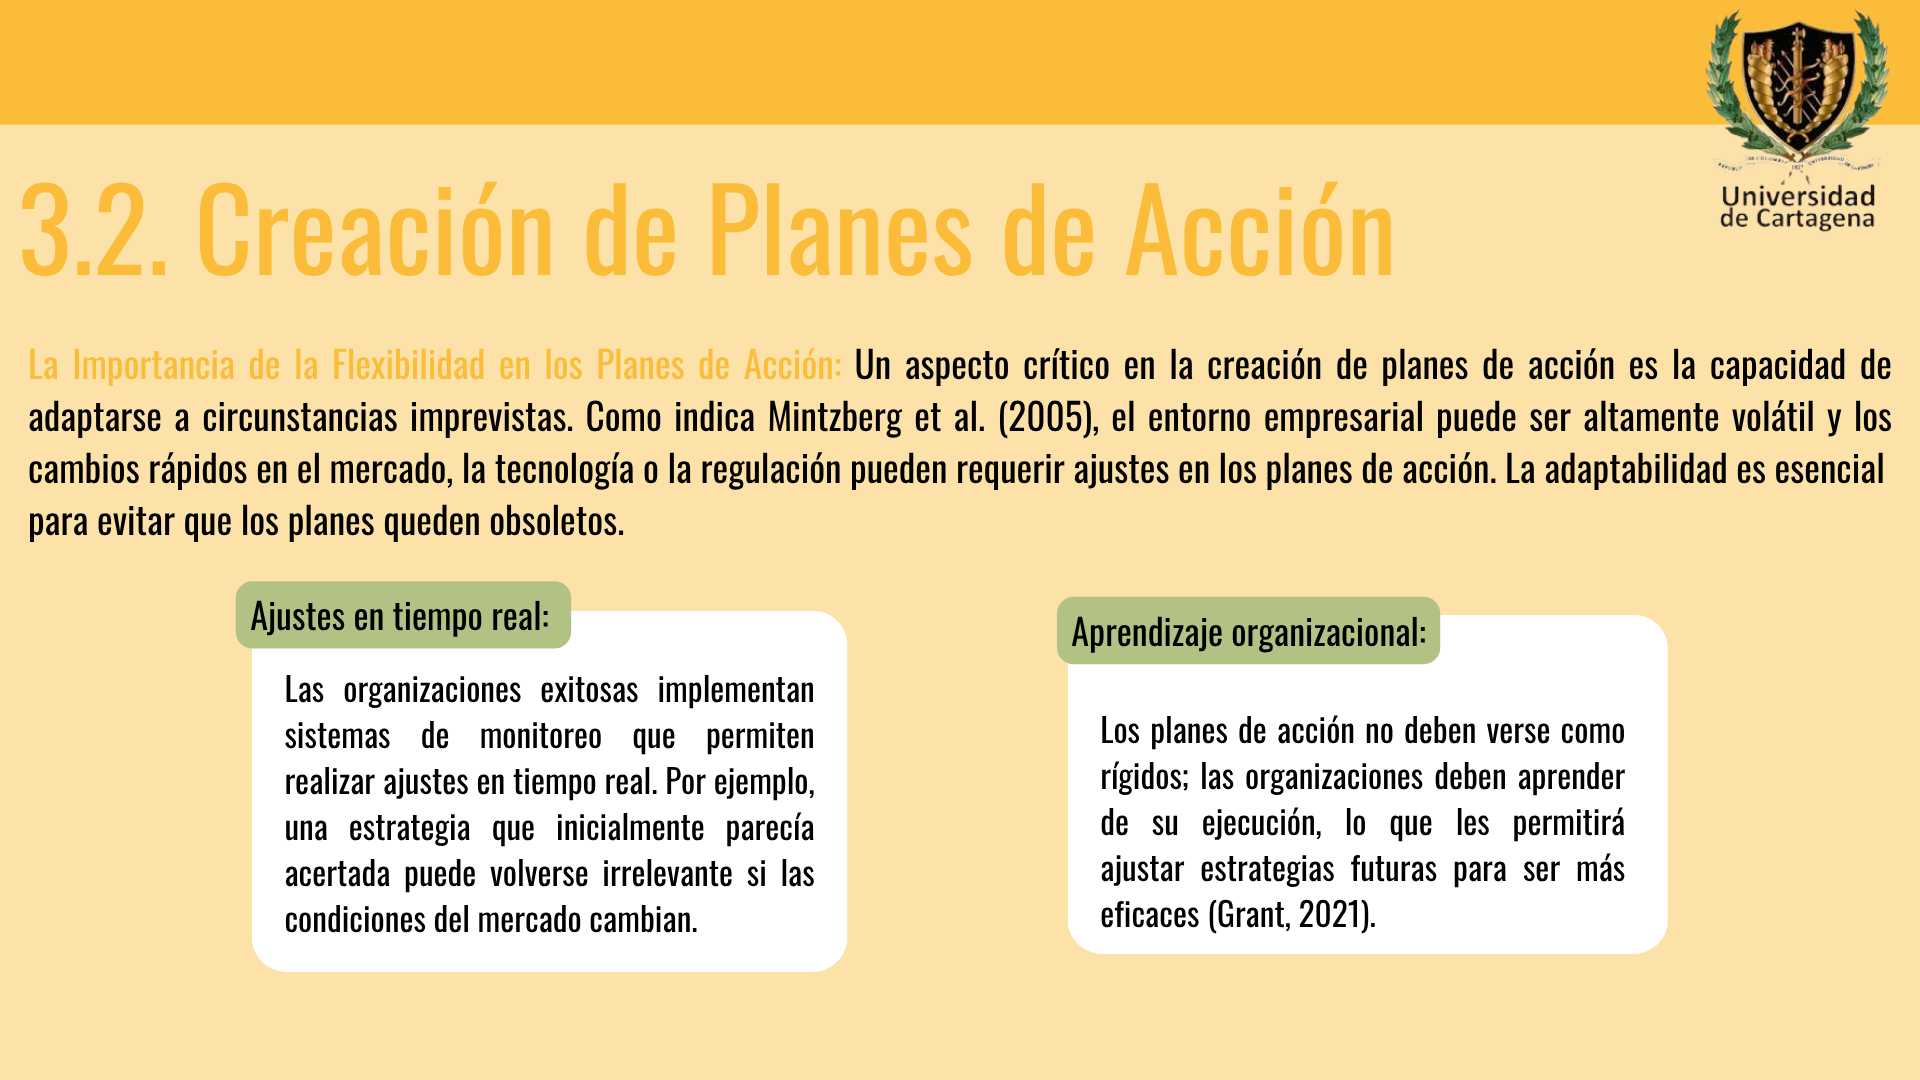 Universidad
de Cartagena
3.2. Creación de Planes de Acción
La Importancia de la Flexibilidad en los Planes de Acción: Un aspecto crítico en la creación de planes de acción es la capacidad de
adaptarse a circunstancias imprevistas. Como indica Mintzberg et al. (2005), el entorno empresarial puede ser altamente volátil y los
cambios rápidos en el mercado, la tecnología o la regulación pueden requerir ajustes en los planes de acción. La adaptabilidad es esencial
para evitar que los planes queden obsoletos.
Ajustes en tiempo real:
Las organizaciones exitosas implementan
sistemas de monitoreo que permiten
realizar ajustes en tiempo real. Por ejemplo,
una estrategia que inicialmente parecía
acertada puede volverse irrelevante si las
condiciones del mercado cambian.
Aprendizaje organizacional:
Los planes de acción no deben verse como
rígidos; las organizaciones deben aprender
de su ejecución, lo que les permitirá
ajustar estrategias futuras para ser más
eficaces (Grant, 2021).